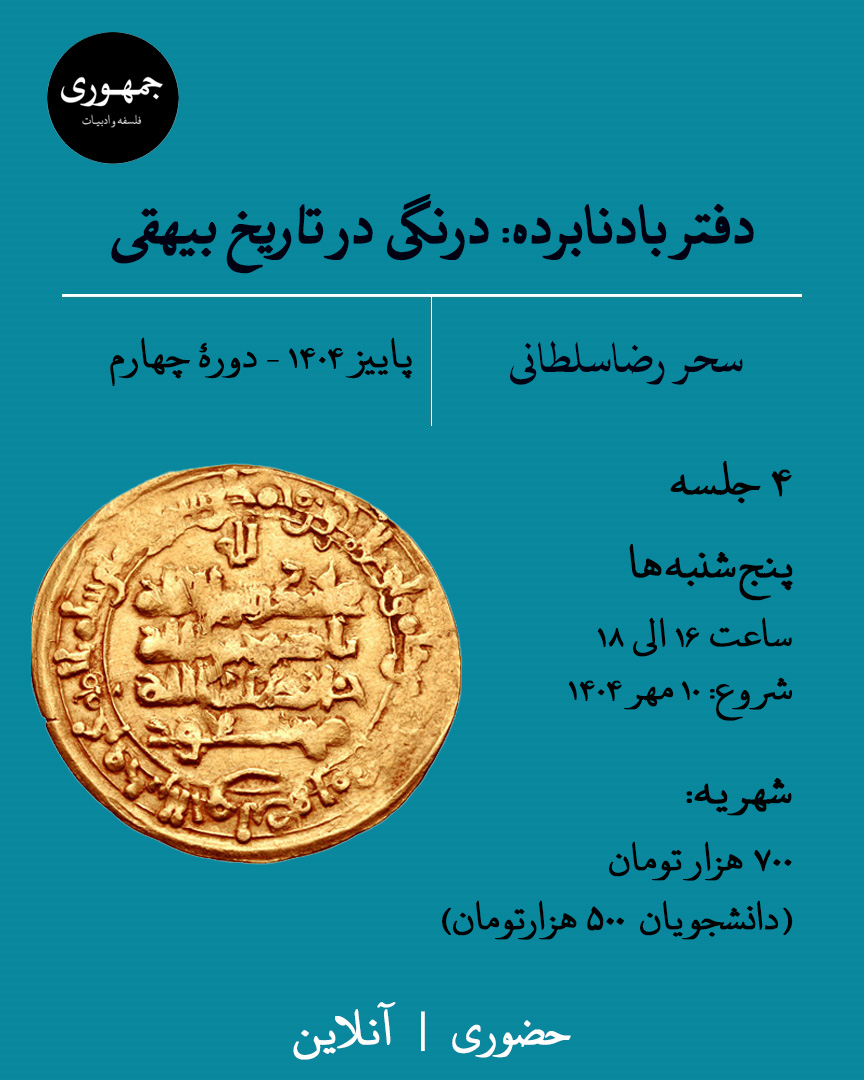 جمهوری
فلسفه و ادبیات
دفتر بادنابرده: درنگی در تاریخ بیهقی
سحر رضاسلطانی
پاییز ۱۴۰۴ - دورهٔ چهارم
۴ جلسه
پنج‌شنبه‌ها
ساعت ۱۶ الی ۱۸
شروع: ۱۰ مهر ۱۴۰۴
شهریه:
۷۰۰ هزار تومان
(دانشجویان ۵۰۰ هزارتومان)
لله
حضوری | آنلاین